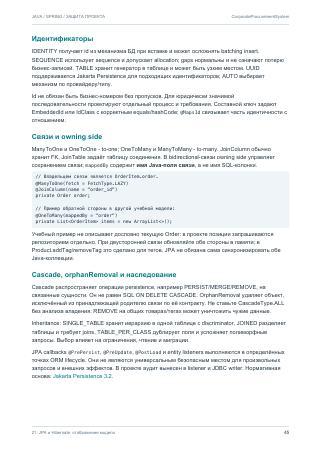 JAVA / SPRING / ЗАЩИТА ПРОЕКТА CorporateProcurementSystem
Идентификаторы
IDENTITY получает id из механизма БД при вставке и может осложнять batching insert.
SEQUENCE использует sequence и допускает allocation; gaps нормальны и не означают потерю
бизнес-записей. TABLE хранит генератор в таблице и может быть узким местом. UUID
поддерживается Jakarta Persistence для подходящих идентификаторов; AUTO выбирает
механизм по провайдеру/типу.
Id не обязан быть бизнес-номером без пропусков. Для юридически значимой
последовательности проектируют отдельный процесс и требования. Составной ключ задают
EmbeddedId или IdClass с корректным equals/hashCode; @MapsId связывает часть идентичности с
отношением.
Связи и owning side
ManyToOne и OneToOne - to-one; OneToMany и ManyToMany - to-many. JoinColumn обычно
хранит FK, JoinTable задаёт таблицу соединения. В bidirectional-связи owning side управляет
сохранением связи; mappedBy содержит имя Java-поля связи, а не имя SQL-колонки.
// Владельцем связи является OrderItem.order.
@ManyToOne(fetch = FetchType.LAZY)
@JoinColumn(name = "order_id")
private Order order;
// Пример обратной стороны в другой учебной модели:
@OneToMany(mappedBy = "order")
private List<OrderItem> items = new ArrayList<>();
Учебный пример не описывает дословно текущую Order: в проекте позиции запрашиваются
репозиторием отдельно. При двусторонней связи обновляйте обе стороны в памяти; в
Product.addTag/removeTag это сделано для тегов. JPA не обязана сама синхронизировать обе
Java-коллекции.
Cascade, orphanRemoval и наследование
Cascade распространяет операции persistence, например PERSIST/MERGE/REMOVE, на
связанные сущности. Он не равен SQL ON DELETE CASCADE. OrphanRemoval удаляет объект,
исключённый из принадлежащей родителю связи по её контракту. Не ставьте CascadeType.ALL
без анализа владения: REMOVE на общих товарах/тегах может уничтожить чужие данные.
Inheritance: SINGLE_TABLE хранит иерархию в одной таблице с discriminator, JOINED разделяет
таблицы и требует joins, TABLE_PER_CLASS дублирует поля и усложняет полиморфные
запросы. Выбор влияет на ограничения, чтение и миграции.
JPA callbacks @PrePersist, @PreUpdate, @PostLoad и entity listeners выполняются в определённых
точках ORM lifecycle. Они не являются универсальным безопасным местом для произвольных
запросов и внешних эффектов. В проекте аудит вынесен в listener и JDBC writer. Нормативная
основа: Jakarta Persistence 3.2.
21. JPA и Hibernate: отображение модели 45